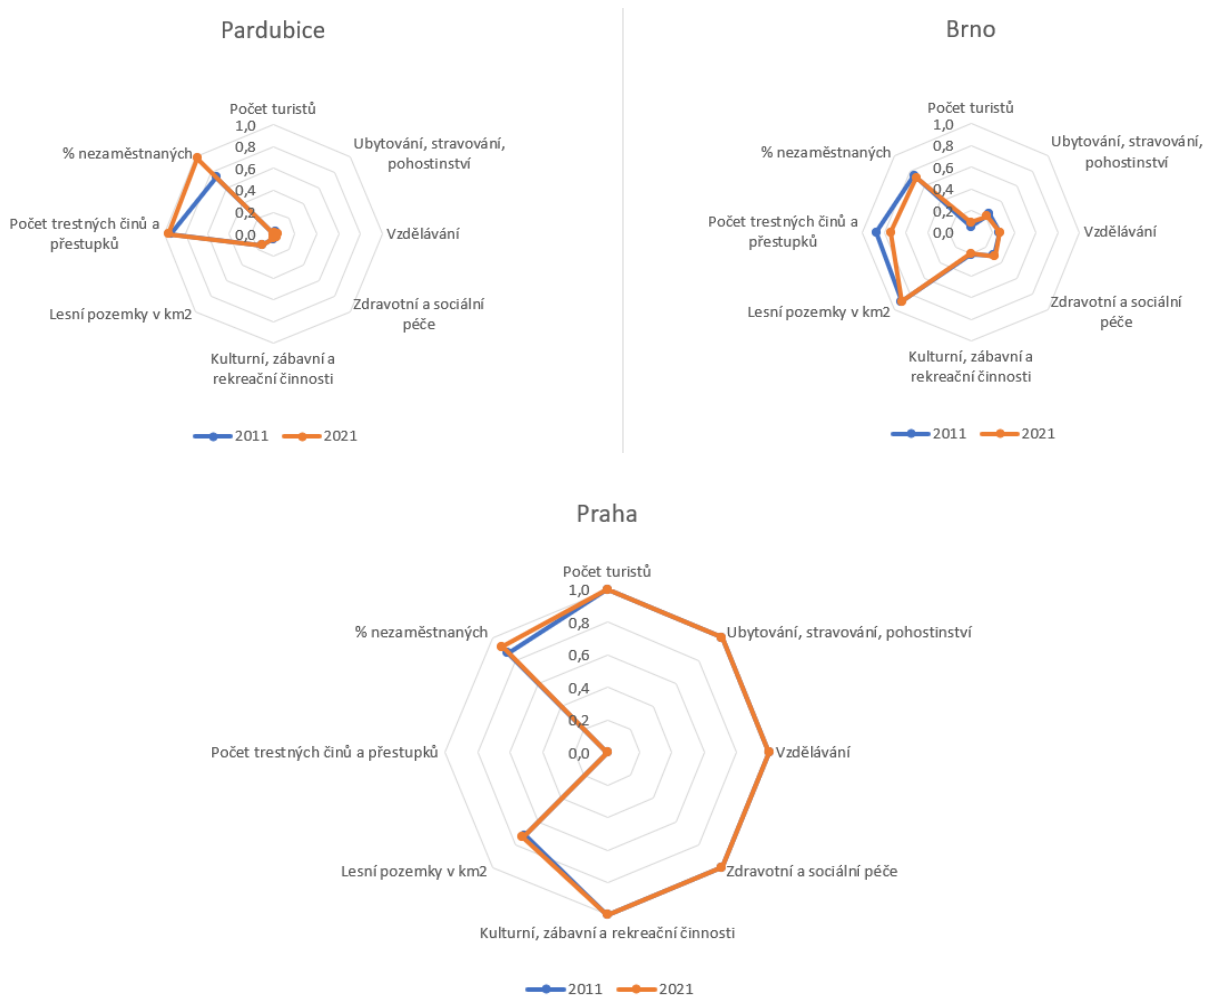 Pardubice
Počet turistů
1,0
0,8
0,6
0,4
0,2
0,0
Ubytování, stravování,
pohostinství
Vzdělávání
Zdravotní a sociální
péče
Kulturní, zábavní a
rekreační činnosti
Lesní pozemky v km2
Počet trestných činů a
přestupků
% nezaměstnaných
2011
2021
Brno
Počet turistů
1,0
0,8
0,6
0,4
0,2
0,0
Ubytování, stravování,
pohostinství
Vzdělávání
Zdravotní a sociální
péče
Kulturní, zábavní a
rekreační činnosti
Lesní pozemky v km2
Počet trestných činů a
přestupků
% nezaměstnaných
2011
2021
Praha
Počet turistů
1,0
0,8
0,6
0,4
0,2
0,0
Ubytování, stravování, pohostinství
Vzdělávání
Zdravotní a sociální péče
Kulturní, zábavní a rekreační činnosti
Lesní pozemky v km2
Počet trestných činů a přestupků
% nezaměstnaných
2011
2021